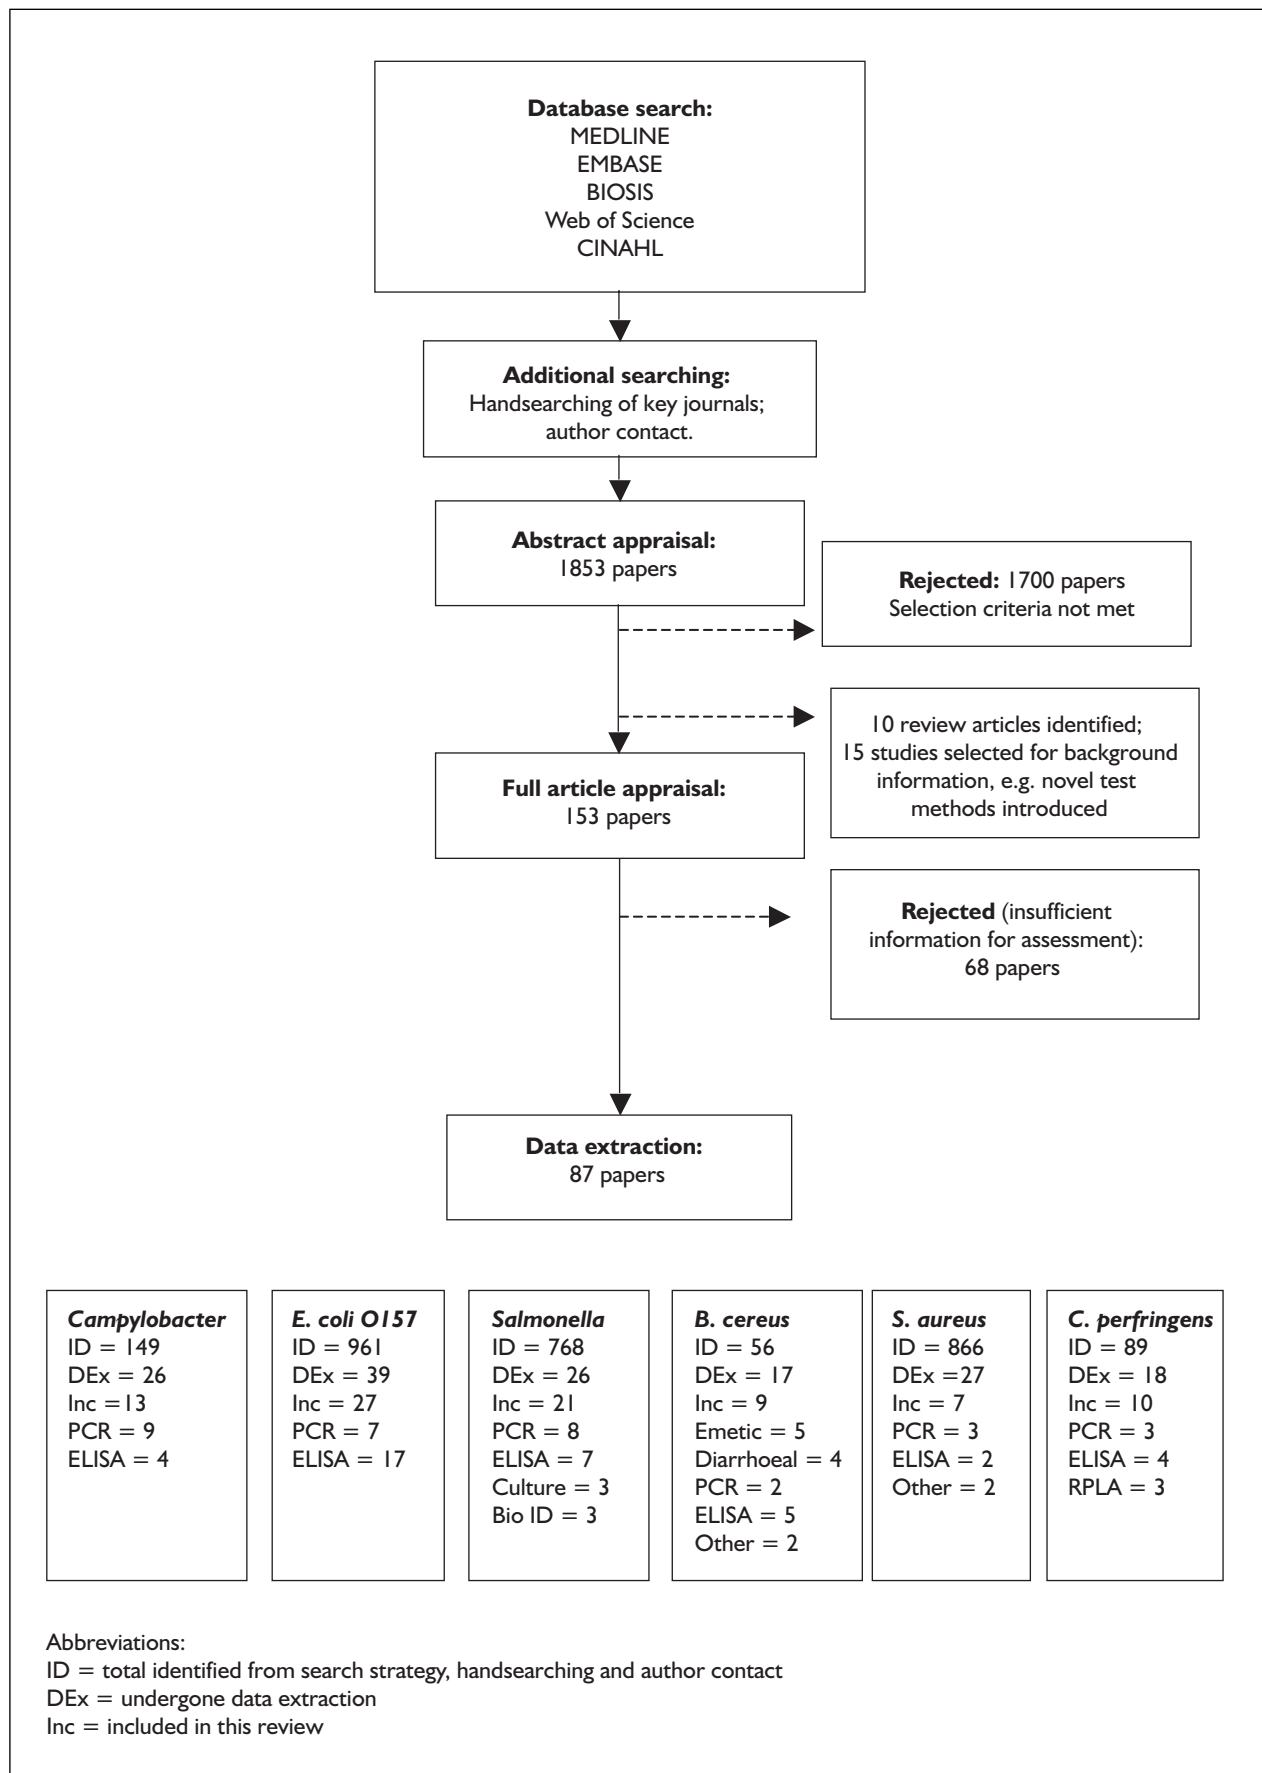 Database search:
MEDLINE
EMBASE
BIOSIS
Web of Science
CINAHL
Additional searching:
Handsearching of key journals;
author contact.
Abstract appraisal:
1853 papers
Rejected: 1700 papers
Selection criteria not met
10 review articles identified;
15 studies selected for background
information, e.g. novel test
methods introduced
Full article appraisal:
153 papers
Rejected (insufficient
information for assessment):
68 papers
Data extraction:
87 papers
Campylobacter
ID = 149
DEx = 26
Inc =13
PCR = 9
ELISA = 4
E. coli O157
ID = 961
DEx = 39
Inc = 27
PCR = 7
ELISA = 17
Salmonella
ID = 768
DEx = 26
Inc = 21
PCR = 8
ELISA = 7
Culture = 3
Bio ID = 3
B. cereus
ID = 56
DEx = 17
Inc = 9
Emetic = 5
Diarrhoeal = 4
PCR = 2
ELISA = 5
Other = 2
S. aureus
ID = 866
DEx =27
Inc = 7
PCR = 3
ELISA = 2
Other = 2
C. perfringens
ID = 89
DEx = 18
Inc = 10
PCR = 3
ELISA = 4
RPLA = 3
Abbreviations:
ID = total identified from search strategy, handsearching and author contact
DEx = undergone data extraction
Inc = included in this review